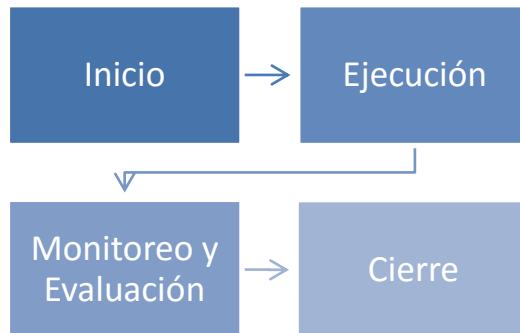 Inicio
Ejecución
Monitoreo y
Evaluación
Cierre